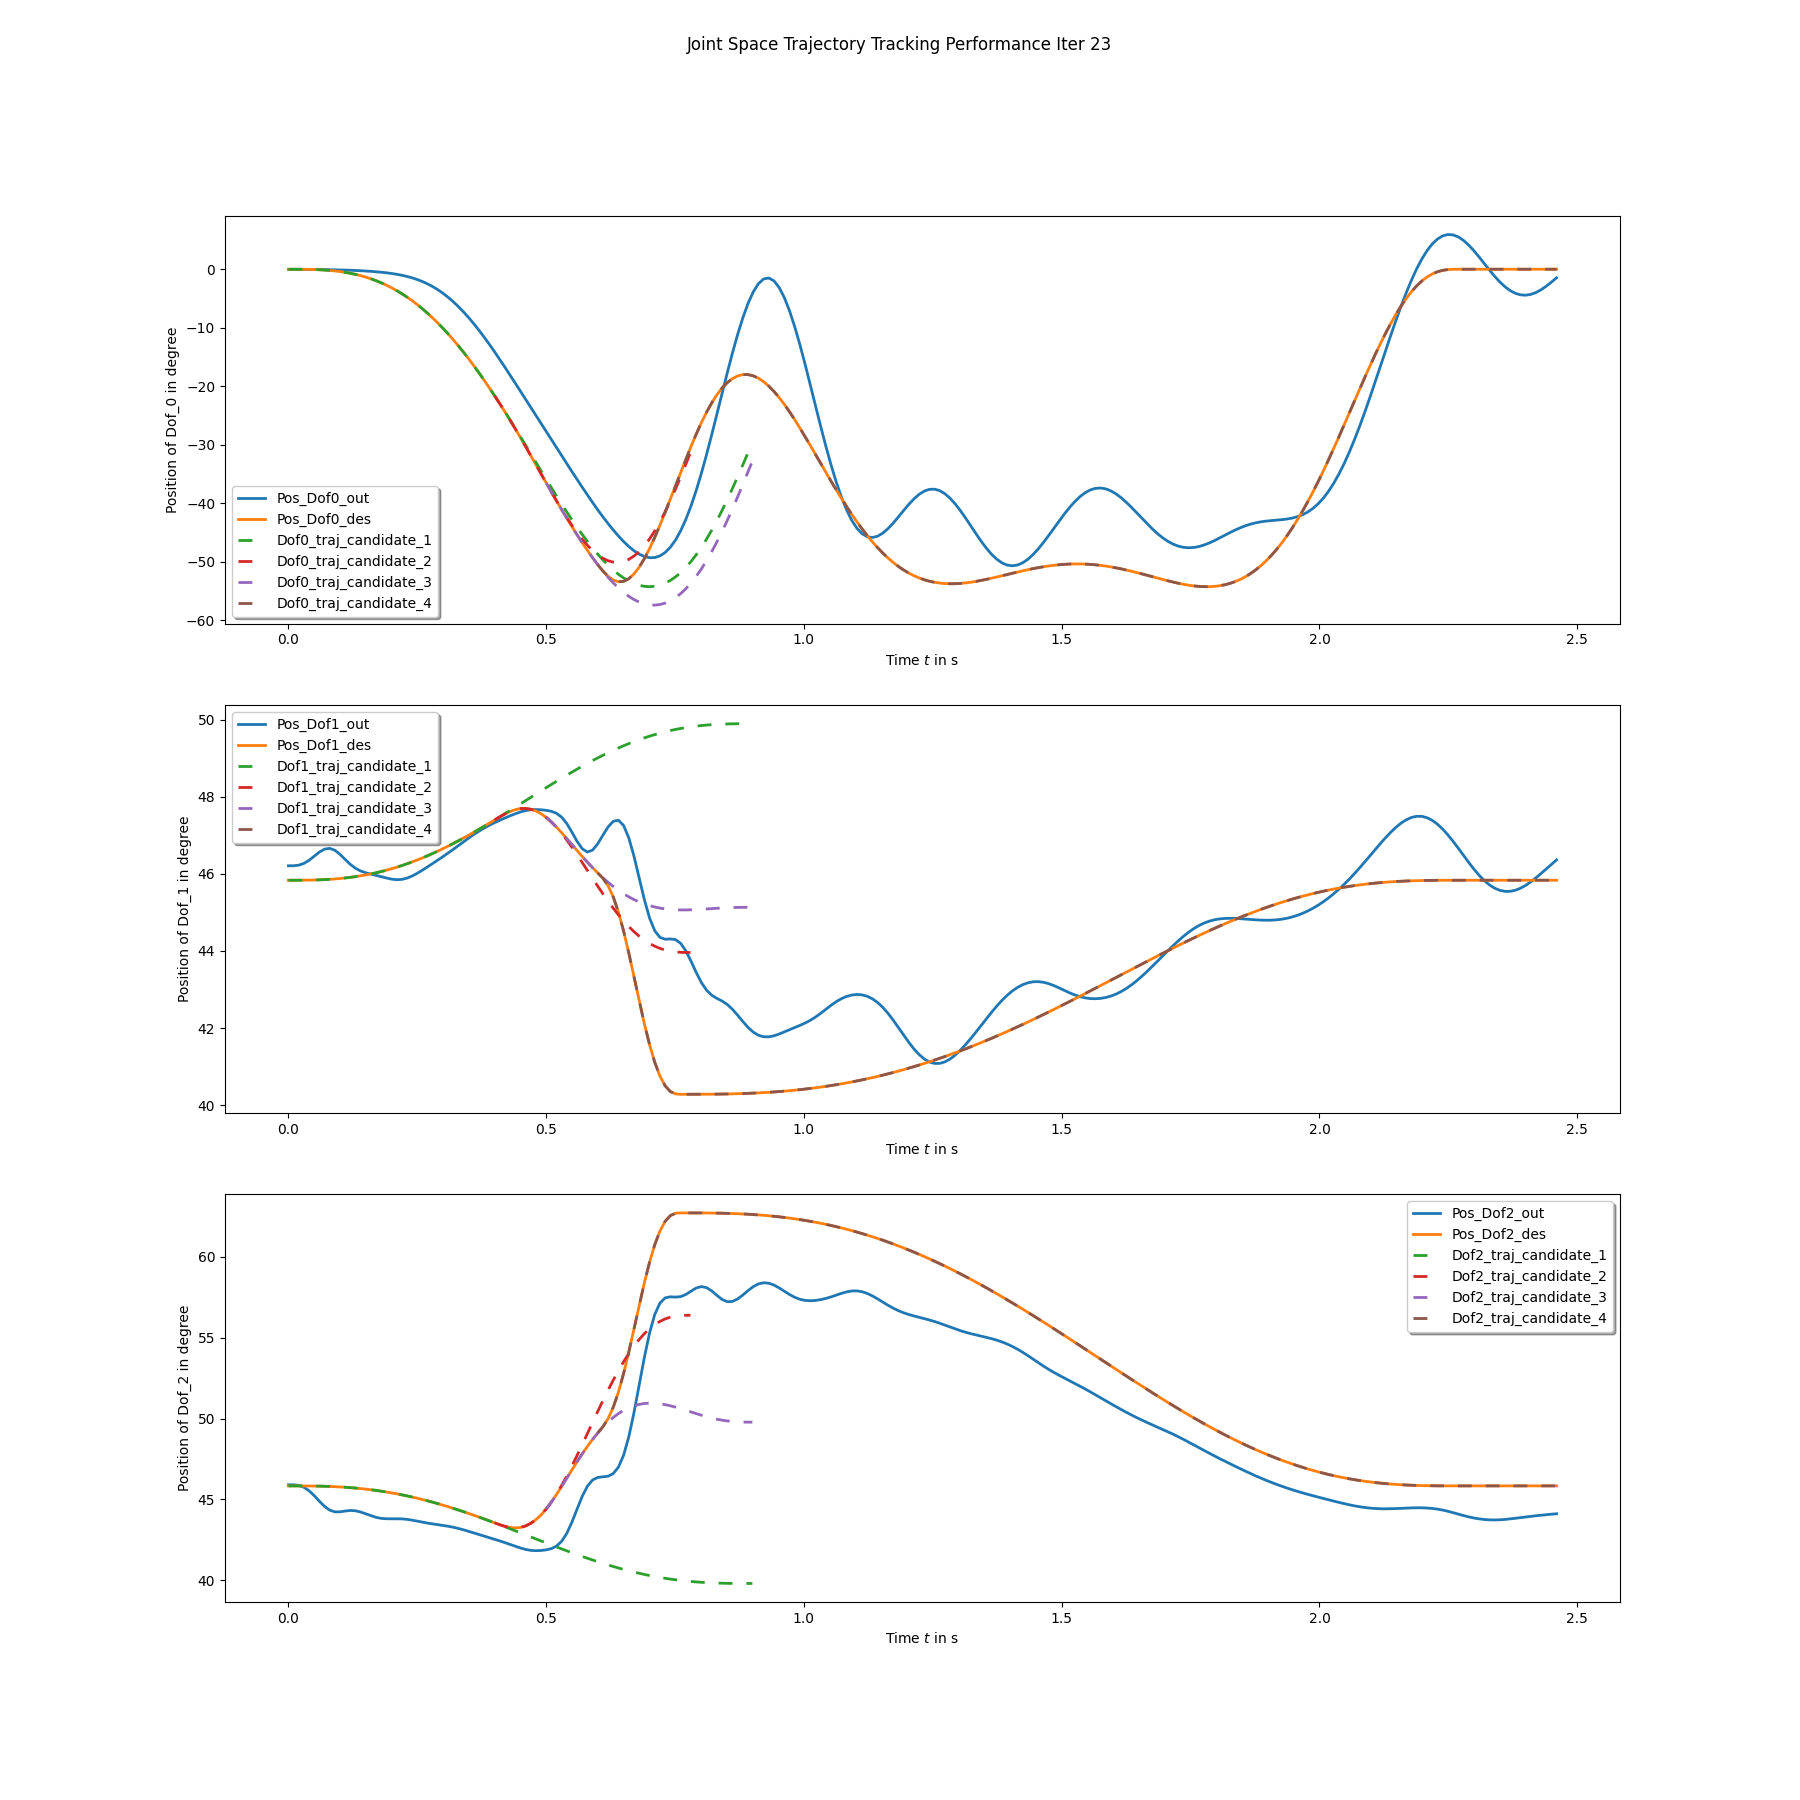 Joint Space Trajectory Tracking Performance Iter 23
Position of Dof_0 in degree
0
−10
−20
−30
−40
−50
−60
Pos_Dof0_out
Pos_Dof0_des
Dof0_traj_candidate_1
Dof0_traj_candidate_2
Dof0_traj_candidate_3
Dof0_traj_candidate_4
0.0 0.5 1.0 1.5 2.0 2.5
Time t in s
Position of Dof_1 in degree
50
48
46
44
42
40
Pos_Dof1_out
Pos_Dof1_des
Dof1_traj_candidate_1
Dof1_traj_candidate_2
Dof1_traj_candidate_3
Dof1_traj_candidate_4
0.0 0.5 1.0 1.5 2.0 2.5
Time t in s
Position of Dof_2 in degree
60
55
50
45
40
Pos_Dof2_out
Pos_Dof2_des
Dof2_traj_candidate_1
Dof2_traj_candidate_2
Dof2_traj_candidate_3
Dof2_traj_candidate_4
0.0 0.5 1.0 1.5 2.0 2.5
Time t in s